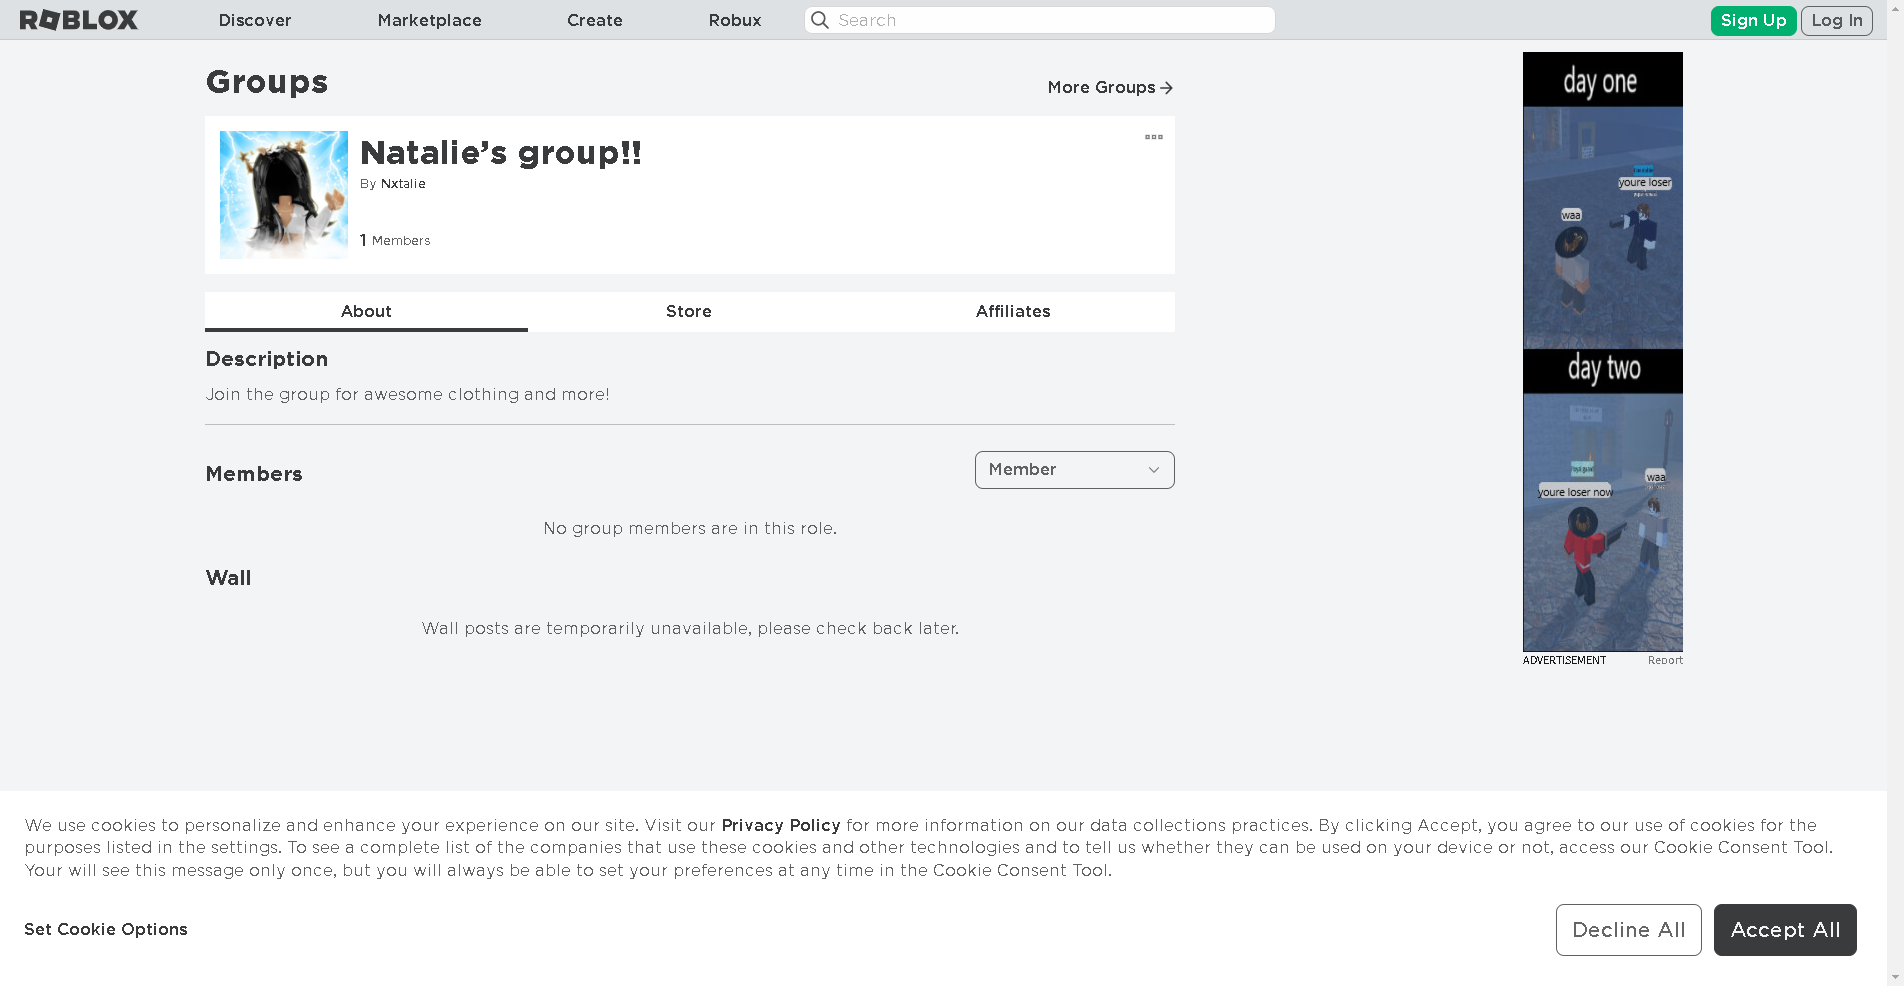 ROBLOX
Discover
Marketplace
Create
Robux
Search
Sign Up
Log In
Groups
More Groups
Natalie's group!!
By Nxtalie
1 Members
About
Store
Affiliates
Description
Join the group for awesome clothing and more!
Members
Member
No group members are in this role.
Wall
Wall posts are temporarily unavailable, please check back later.
day one
youre loser
waa
day two
waa
youre loser now
ADVERTISEMENT
Report
We use cookies to personalize and enhance your experience on our site. Visit our Privacy Policy for more information on our data collections practices. By clicking Accept, you agree to our use of cookies for the
purposes listed in the settings. To see a complete list of the companies that use these cookies and other technologies and to tell us whether they can be used on your device or not, access our Cookie Consent Tool.
Your will see this message only once, but you will always be able to set your preferences at any time in the Cookie Consent Tool.
Set Cookie Options
Decline All
Accept All